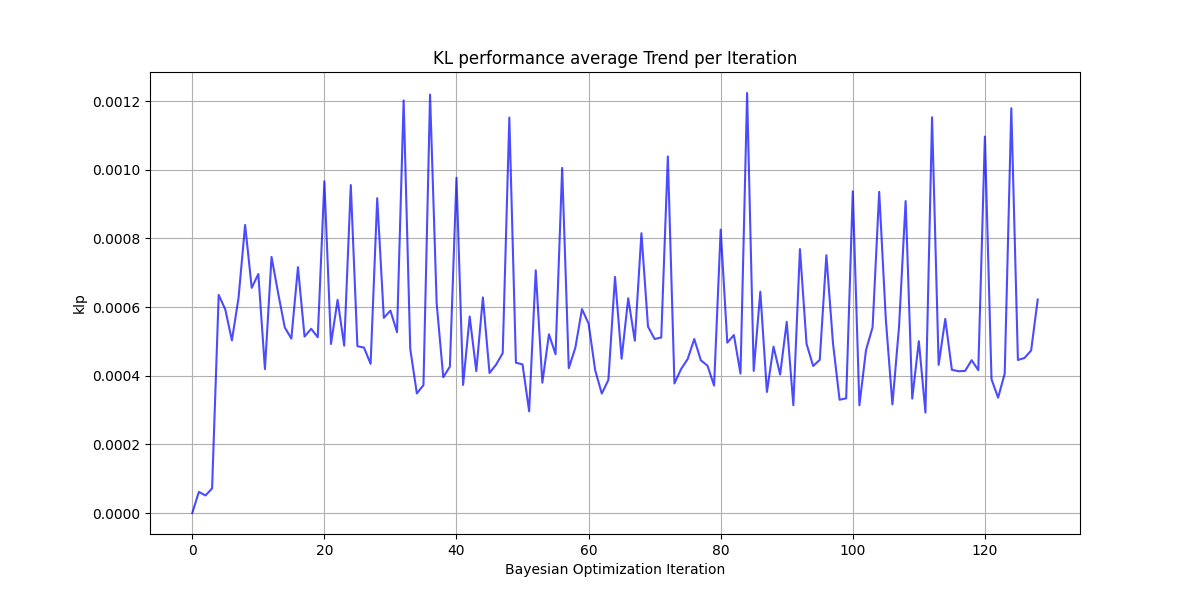 KL performance average Trend per Iteration
0.0012
0.0010
0.0008
0.0006
0.0004
0.0002
0.0000
klp
0 20 40 60 80 100 120
Bayesian Optimization Iteration